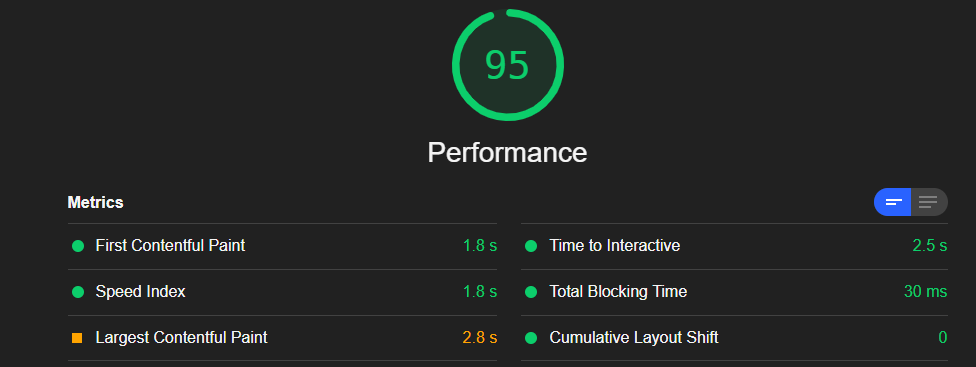 95
Performance
Metrics
First Contentful Paint 1.8 s
Time to Interactive 2.5 s
Speed Index 1.8 s
Total Blocking Time 30 ms
Largest Contentful Paint 2.8 s
Cumulative Layout Shift 0